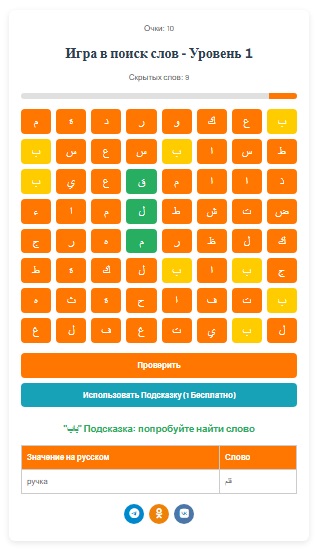 Очки: 10
Игра в поиск слов - Уровень 1
Скрытых слов: 9
م ة د ر و ك ع ب
ب س ع س ب ا س ط
ب ي ع ق م ا ا ذ
ء ا م ل ط ش ت ض
ج ر ه م ر ظ ل ك
ط ة ك ل ب ا ب ج
ه ث ة ح ا ف ت ب
غ ل ف غ ت ي ب ل
Проверить
Использовать Подсказку (1 Бесплатно)
"باب" Подсказка: попробуйте найти слово
Значение на русском Слово
ручка قلم